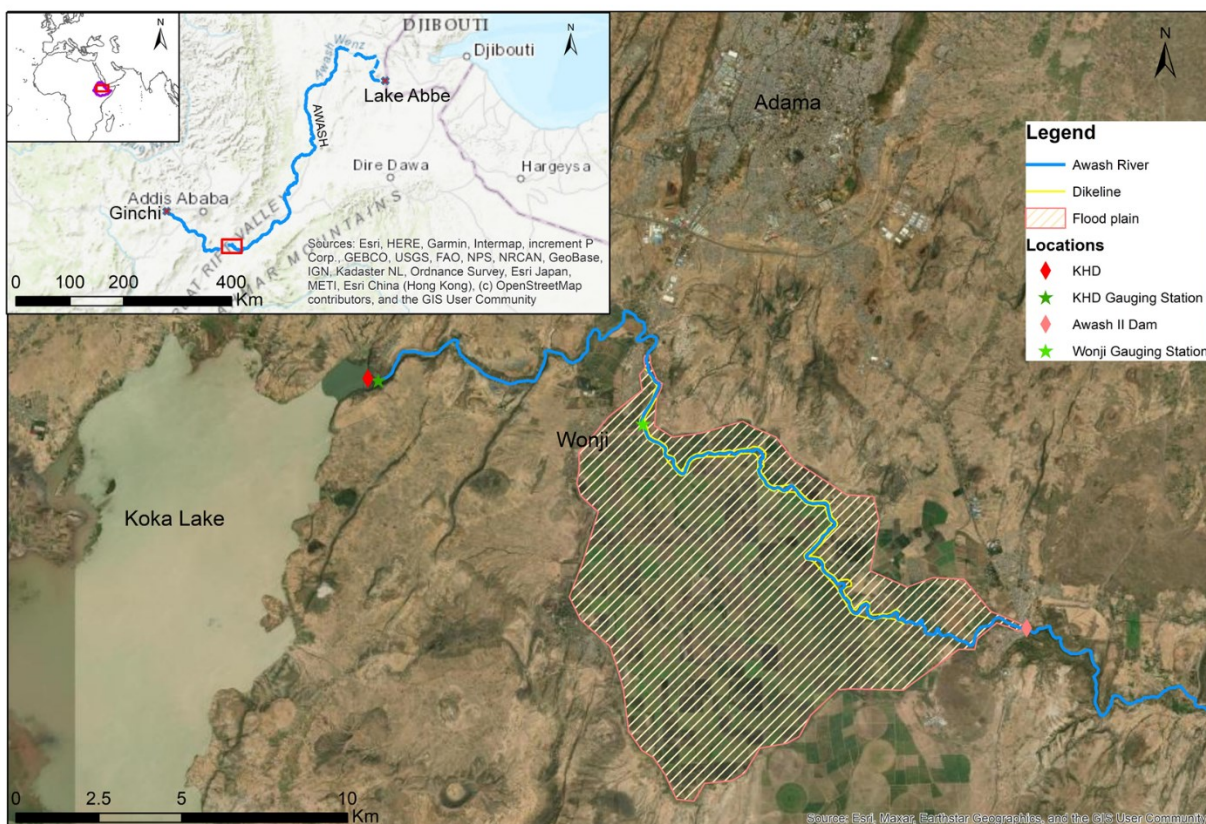 DJIBOUTI
N
Djibouti
Awash Wenz
Lake Abbe
AWASH
Dire Dawa
Hargeysa
Addis Ababa
Ginchi
GREAT RIFT VALLEY
MOUNTAINS
Sources: Esri, HERE, Garmin, Intermap, increment P
Corp., GEBCO, USGS, FAO, NPS, NRCAN, GeoBase,
IGN, Kadaster NL, Ordnance Survey, Esri Japan,
METI, Esri China (Hong Kong), (c) OpenStreetMap
contributors, and the GIS User Community
0 100 200 400
Km
N
N
Adama
Legend
Awash River
Dikeline
Flood plain
Locations
KHD
KHD Gauging Station
Awash II Dam
Wonji Gauging Station
Wonji
Koka Lake
0 2.5 5 10
Km
Source: Esri, Maxar, Earthstar Geographics, and the GIS User Community